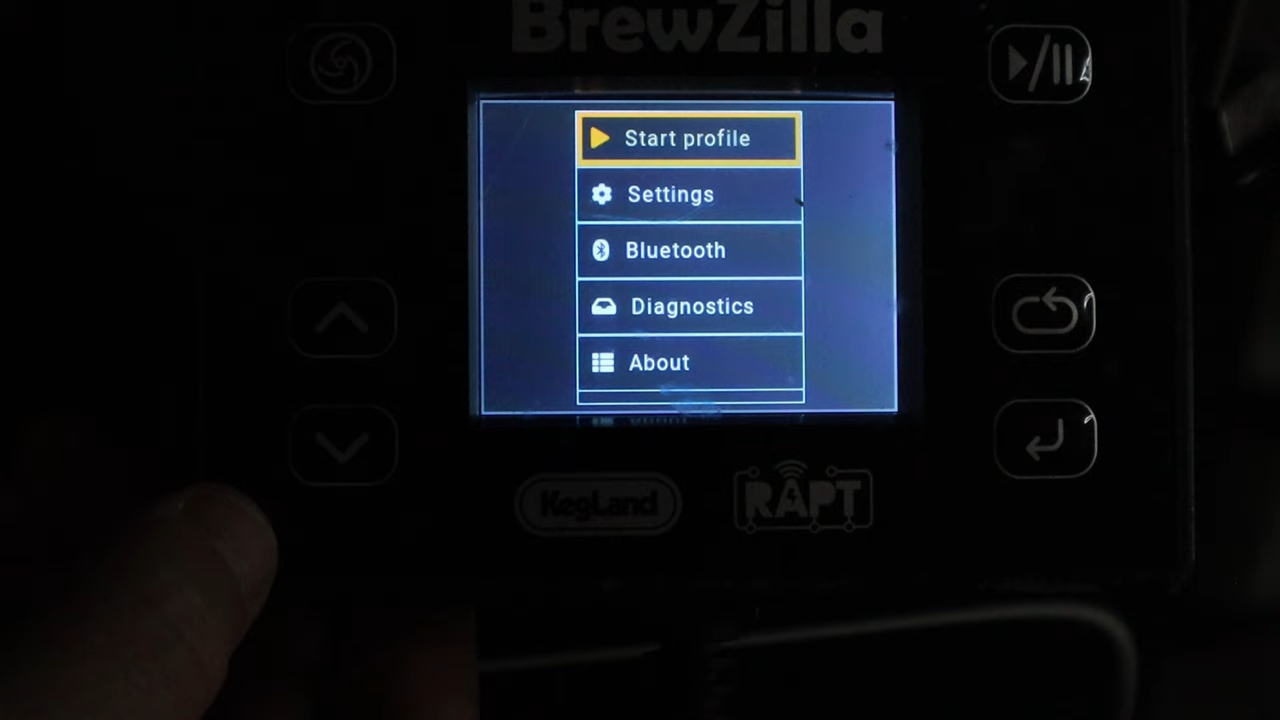 BrewZilla
Start profile
Settings
Bluetooth
Diagnostics
About
KegLand
RAPT